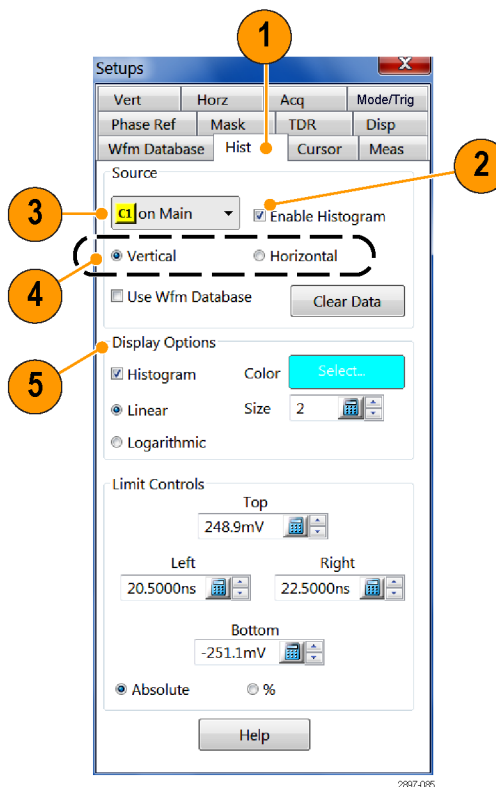 1
Setups
X
Vert Horz Acq Mode/Trig
Phase Ref Mask TDR Disp
Wfm Database Hist Cursor Meas
2
Source
3
C1 on Main Enable Histogram
4
Vertical Horizontal
Use Wfm Database Clear Data
5
Display Options
Histogram Color Select...
Linear Size 2
Logarithmic
Limit Controls
Top
248.9mV
Left Right
20.5000ns 22.5000ns
Bottom
-251.1mV
Absolute %
Help
2897-085